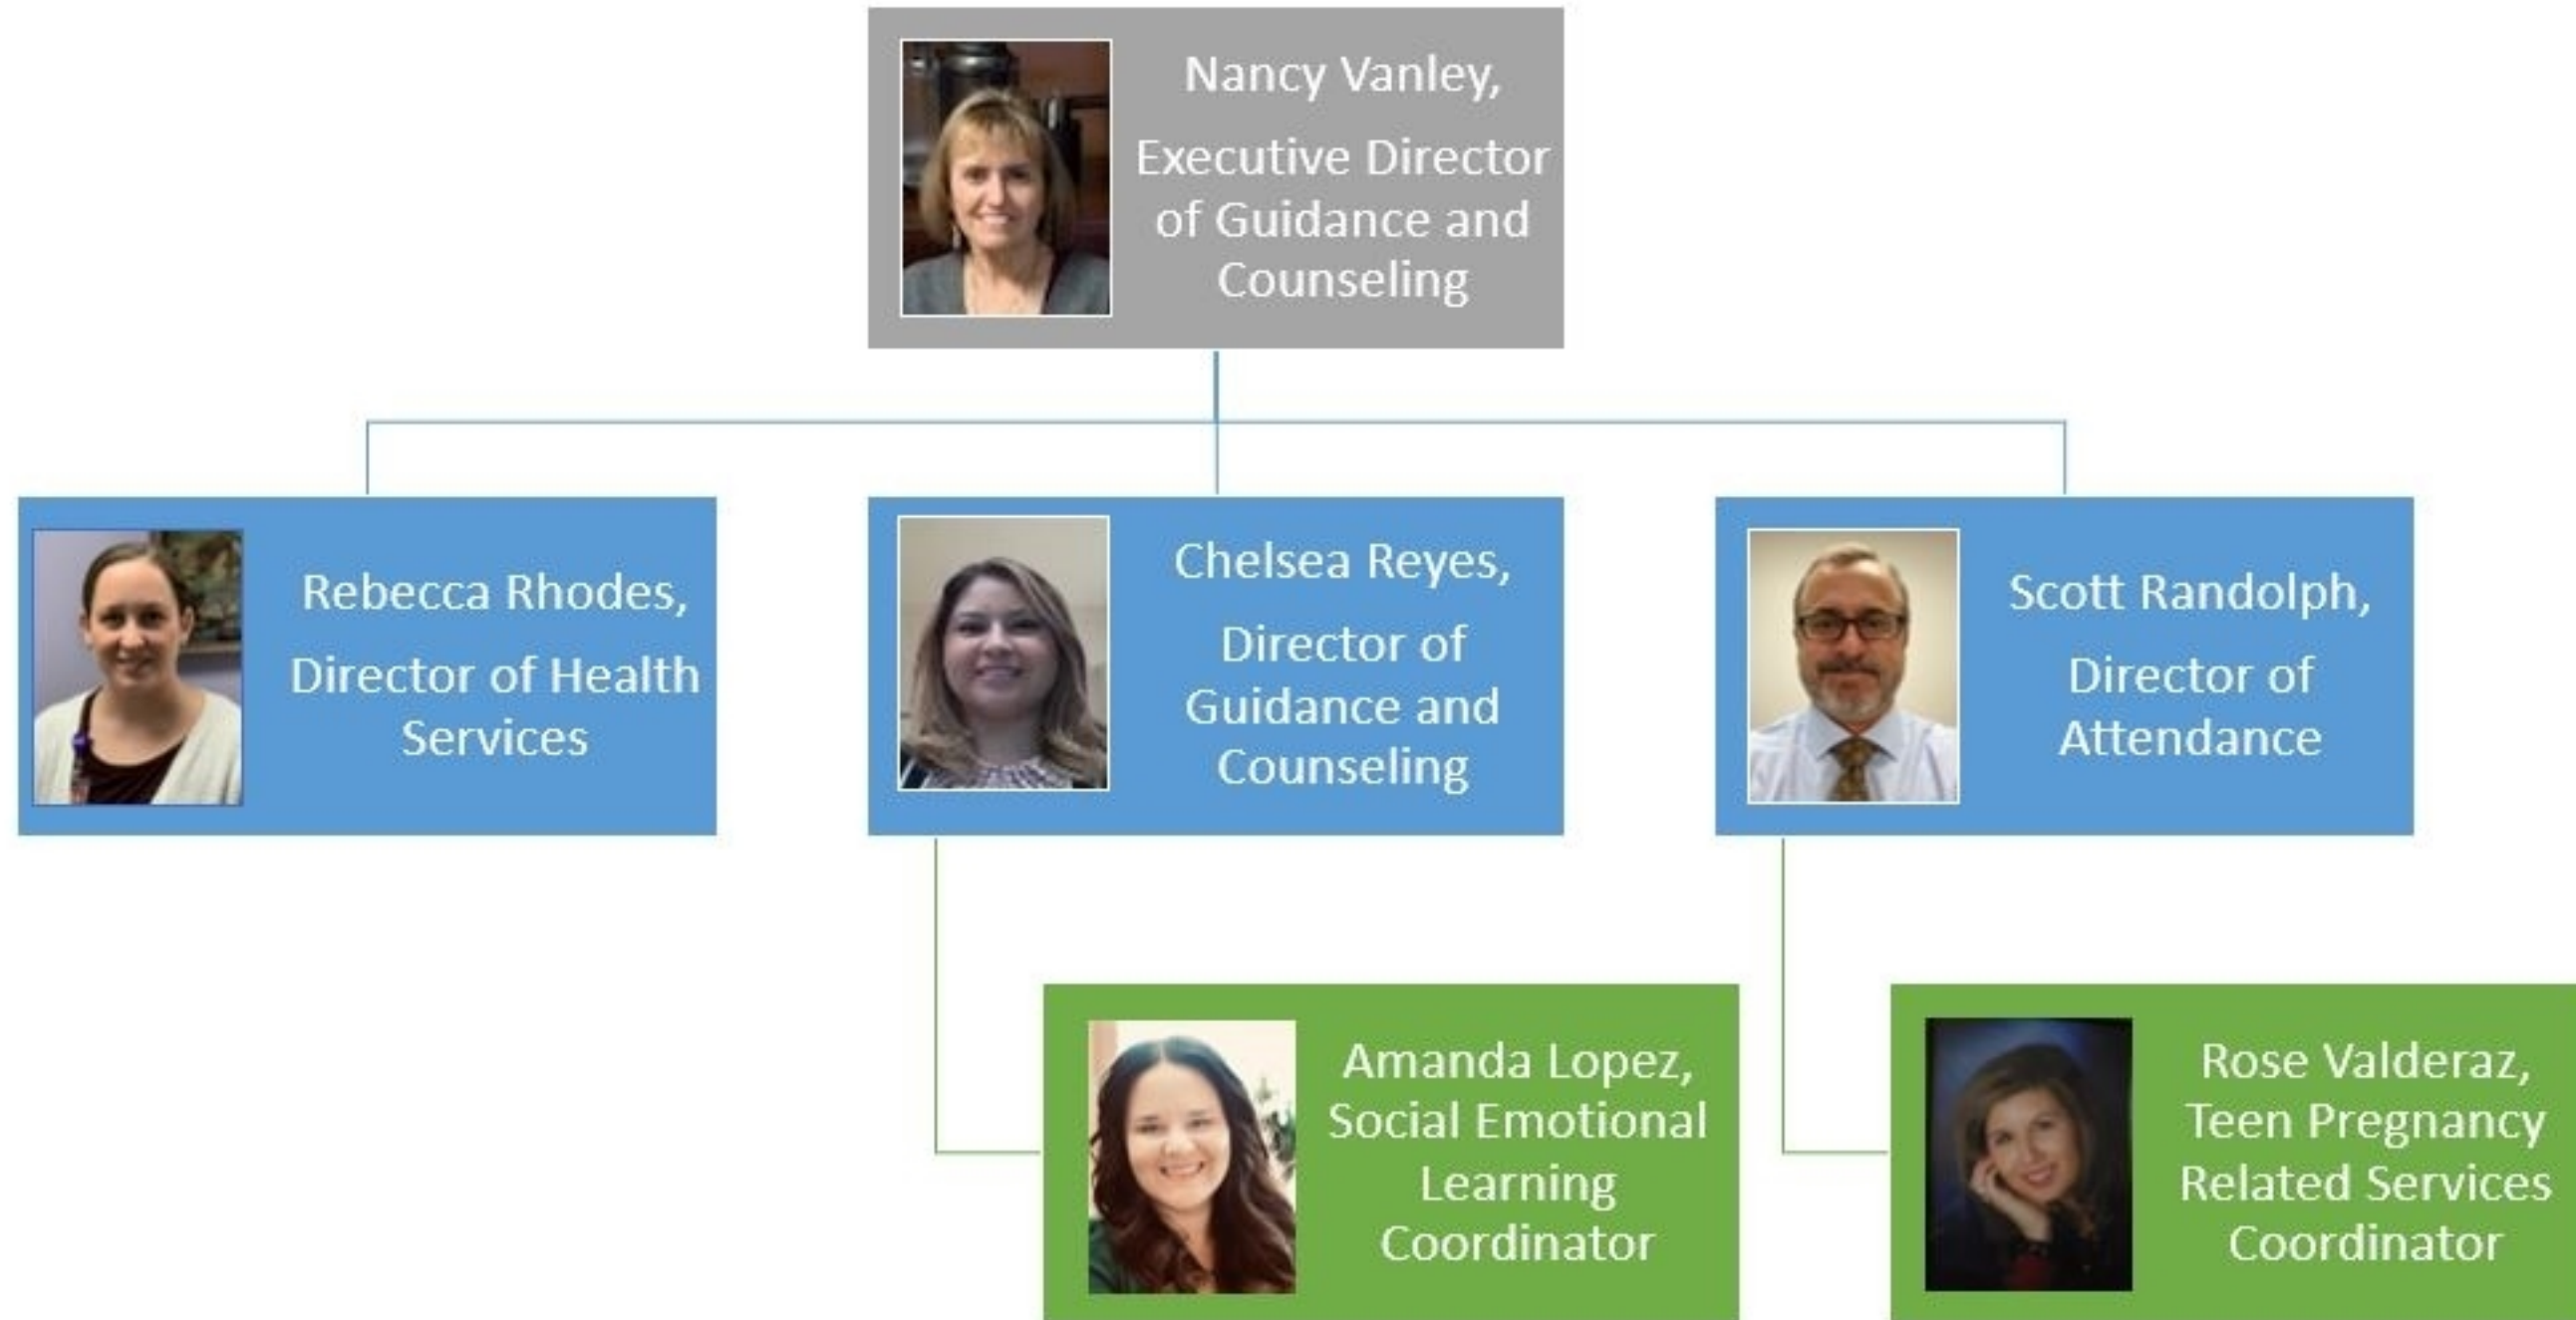 Nancy Vanley,
Executive Director
of Guidance and
Counseling
Rebecca Rhodes,
Director of Health
Services
Chelsea Reyes,
Director of
Guidance and
Counseling
Scott Randolph,
Director of
Attendance
Amanda Lopez,
Social Emotional
Learning
Coordinator
Rose Valderaz,
Teen Pregnancy
Related Services
Coordinator